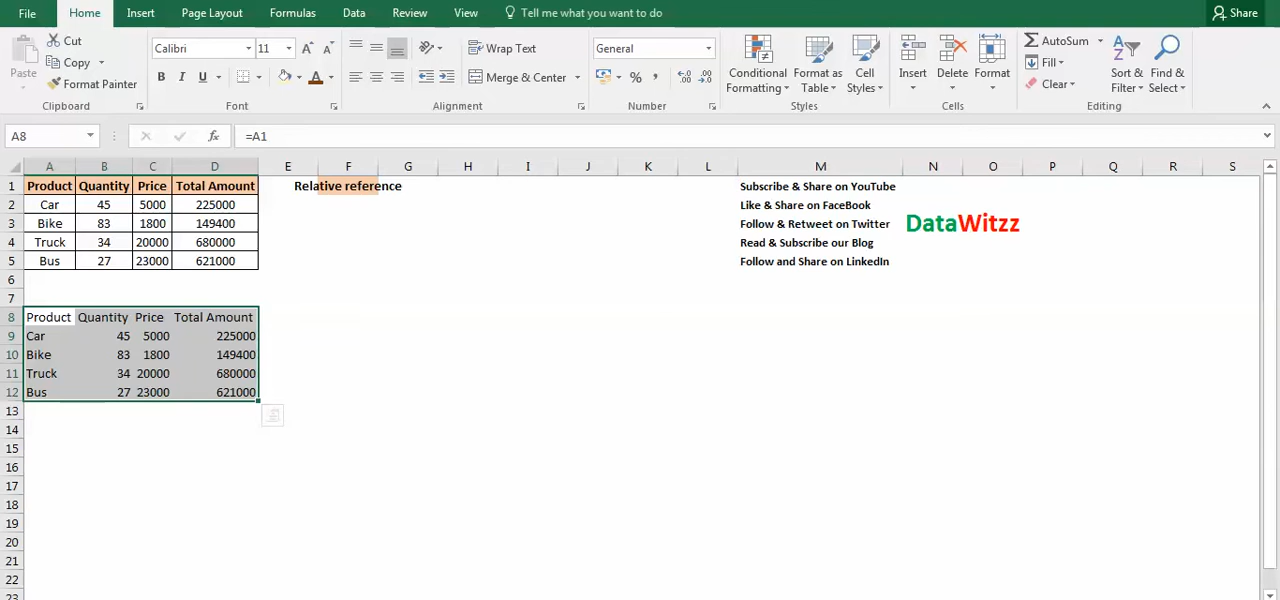 File Home Insert Page Layout Formulas Data Review View Tell me what you want to do Share
Cut
Copy
Format Painter
Paste
Clipboard
Calibri 11
B I U
Font
Wrap Text
Merge & Center
Alignment
General
% ,
Number
Conditional Formatting
Format as Table
Cell Styles
Styles
Insert Delete Format
Cells
AutoSum
Fill
Clear
Sort & Filter
Find & Select
Editing
A8 fx =A1
A B C D E F G H I J K L M N O P Q R S
1 Product Quantity Price Total Amount Relative reference Subscribe & Share on YouTube
2 Car 45 5000 225000 Like & Share on FaceBook
3 Bike 83 1800 149400 Follow & Retweet on Twitter DataWitzz
4 Truck 34 20000 680000 Read & Subscribe our Blog
5 Bus 27 23000 621000 Follow and Share on LinkedIn
6
7
8 Product Quantity Price Total Amount
9 Car 45 5000 225000
10 Bike 83 1800 149400
11 Truck 34 20000 680000
12 Bus 27 23000 621000
13
14
15
16
17
18
19
20
21
22
23